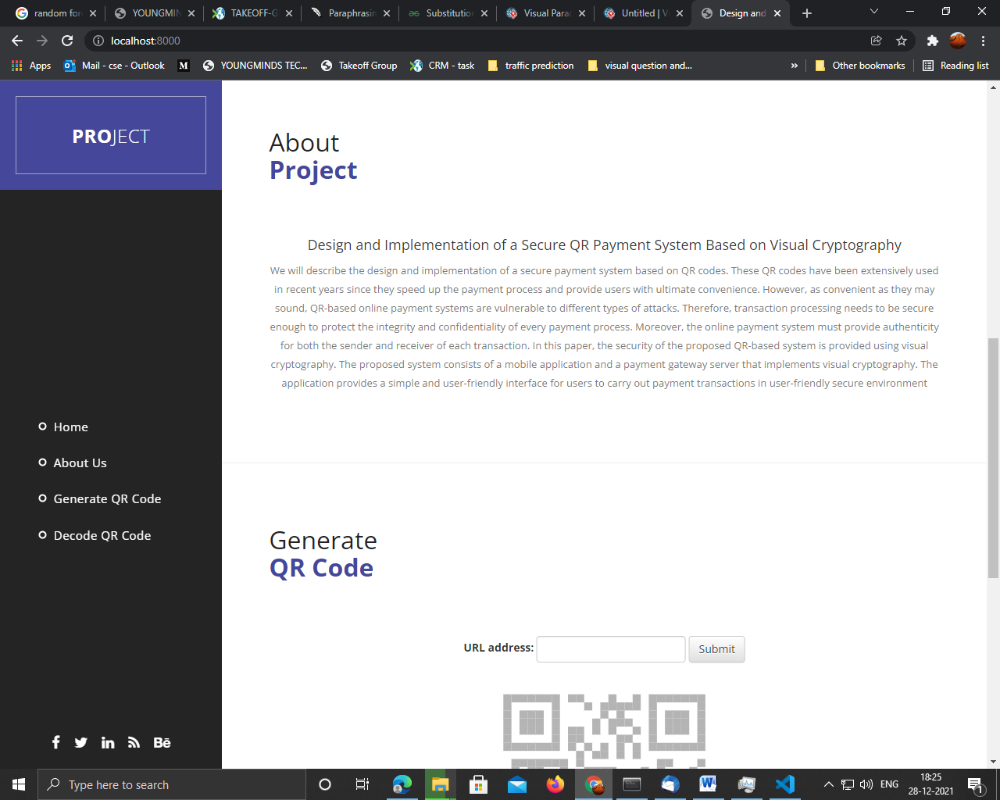 random for
YOUNGMIN
TAKEOFF-G
Paraphrasin
Substitution
Visual Para
Untitled | V
Design and
localhost:8000
Apps
Mail - cse - Outlook
M
YOUNGMINDS TEC...
Takeoff Group
CRM - task
traffic prediction
visual question and...
»
Other bookmarks
Reading list
PROJECT
Home
About Us
Generate QR Code
Decode QR Code
About
Project
Design and Implementation of a Secure QR Payment System Based on Visual Cryptography
We will describe the design and implementation of a secure payment system based on QR codes. These QR codes have been extensively used
in recent years since they speed up the payment process and provide users with ultimate convenience. However, as convenient as they may
sound, QR-based online payment systems are vulnerable to different types of attacks. Therefore, transaction processing needs to be secure
enough to protect the integrity and confidentiality of every payment process. Moreover, the online payment system must provide authenticity
for both the sender and receiver of each transaction. In this paper, the security of the proposed QR-based system is provided using visual
cryptography. The proposed system consists of a mobile application and a payment gateway server that implements visual cryptography. The
application provides a simple and user-friendly interface for users to carry out payment transactions in user-friendly secure environment
Generate
QR Code
URL address:
Submit
Type here to search
ENG
18:25
28-12-2021
1